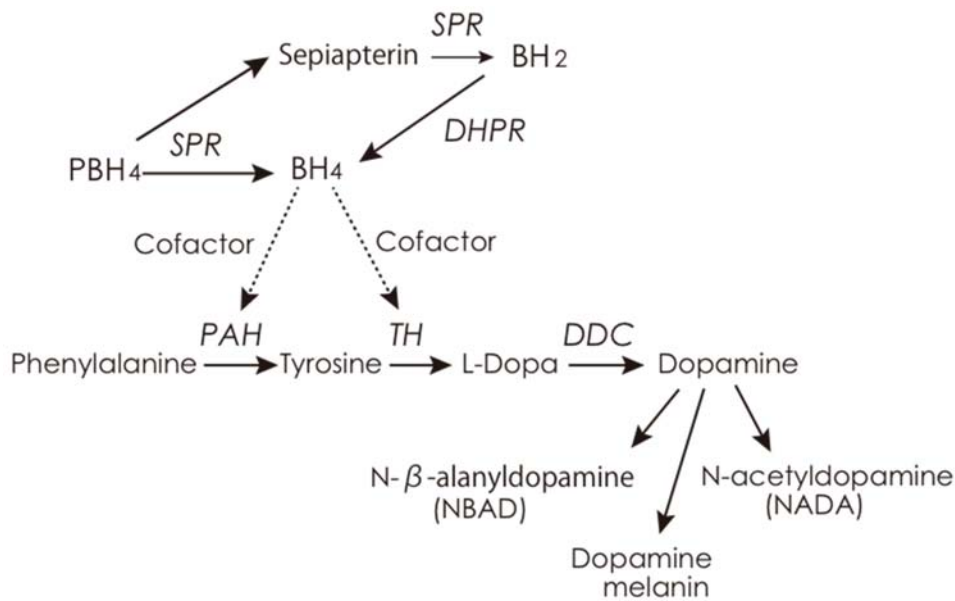 SPR
Sepiapterin
BH2
SPR
DHPR
PBH4
BH4
Cofactor
Cofactor
PAH
TH
DDC
Phenylalanine
Tyrosine
L-Dopa
Dopamine
N-β-alanyldopamine
(NBAD)
N-acetyldopamine
(NADA)
Dopamine
melanin